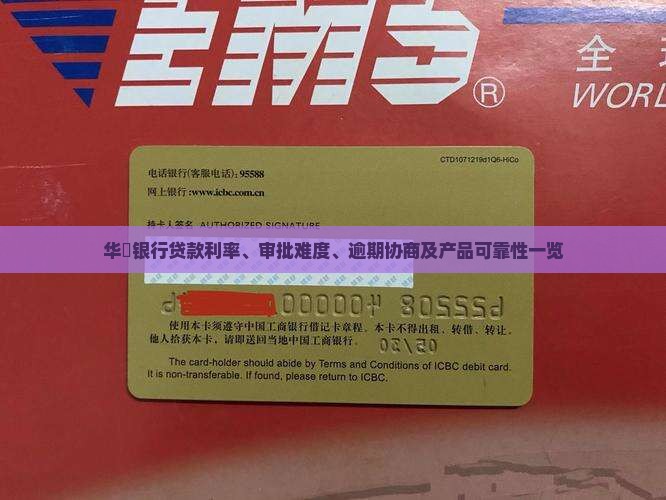 EMS®
全
WORL
CTD1071219d1Q6-HiCo
电话银行(客服电话):95588
网上银行:www.icbc.com.cn
持卡人签名 AUTHORIZED SIGNATURE
华银行贷款利率、审批难度、逾期协商及产品可靠性一览
使用本卡须遵守中国工商银行借记卡章程。本卡不得出租、转借、转让。
他人拾获本卡,请即送回当地中国工商银行。
05/20
The card-holder should abide by Terms and Conditions of ICBC debit card.
It is non-transferable. If found, please return to ICBC.